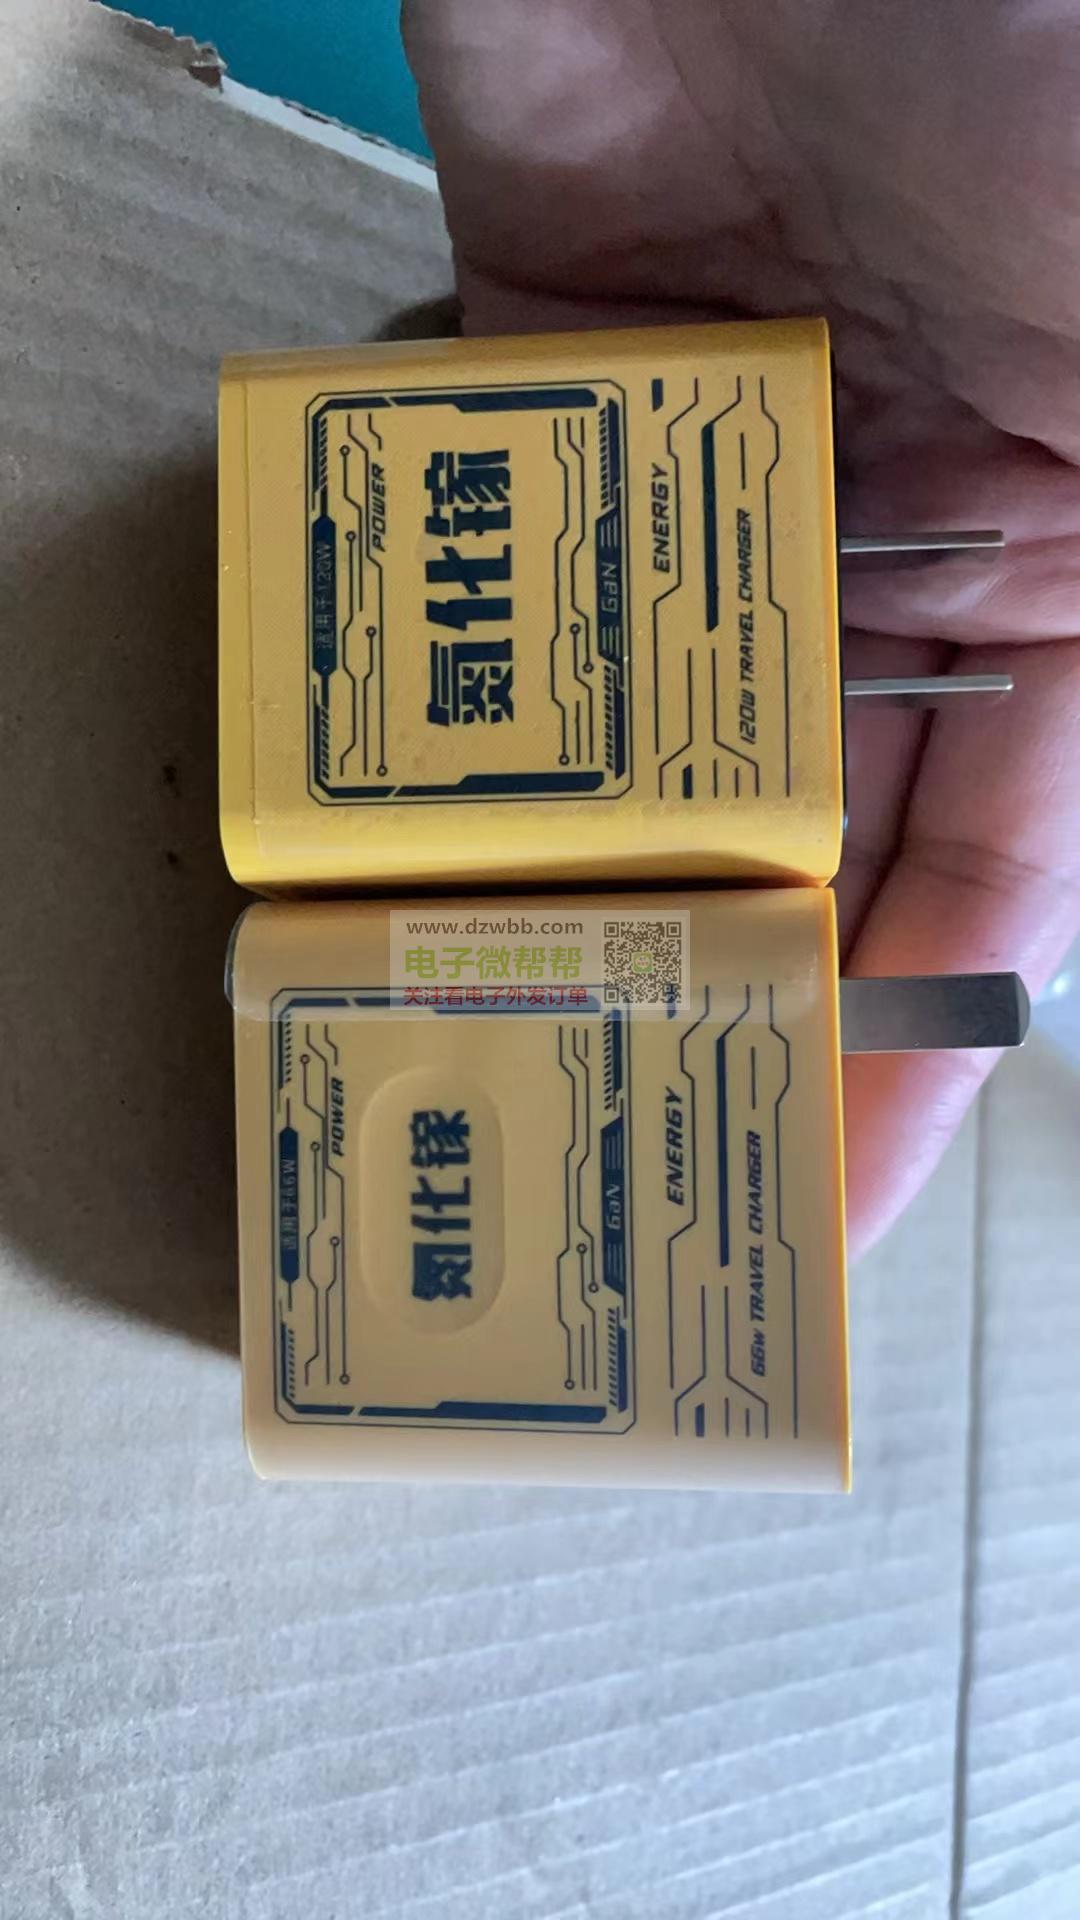 适用于120W
POWER
氮化镓
GaN
ENERGY
120W TRAVEL CHARGER
www.dzwbb.com
电子微帮帮
关注看电子外发订单
适用于66W
POWER
氮化镓
GaN
ENERGY
66W TRAVEL CHARGER